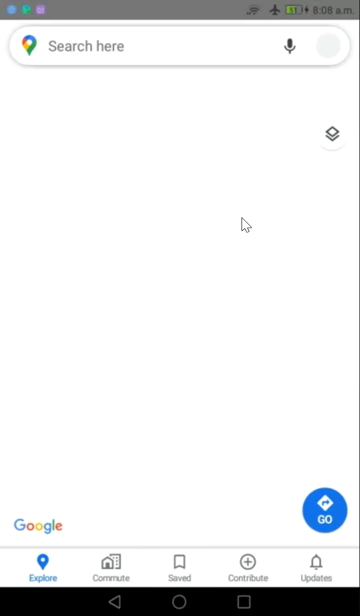 8:08 a.m.
Search here
GO
Google
Explore
Commute
Saved
Contribute
Updates